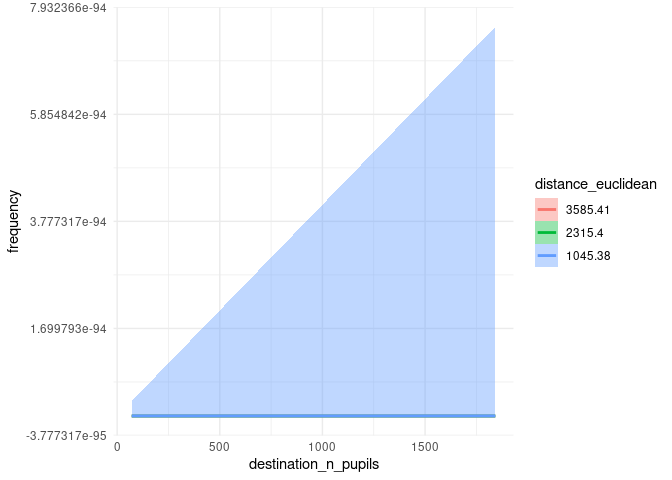 7.932366e-94
5.854842e-94
3.777317e-94
1.699793e-94
-3.777317e-95
frequency
0
500
1000
1500
destination_n_pupils
distance_euclidean
3585.41
2315.4
1045.38